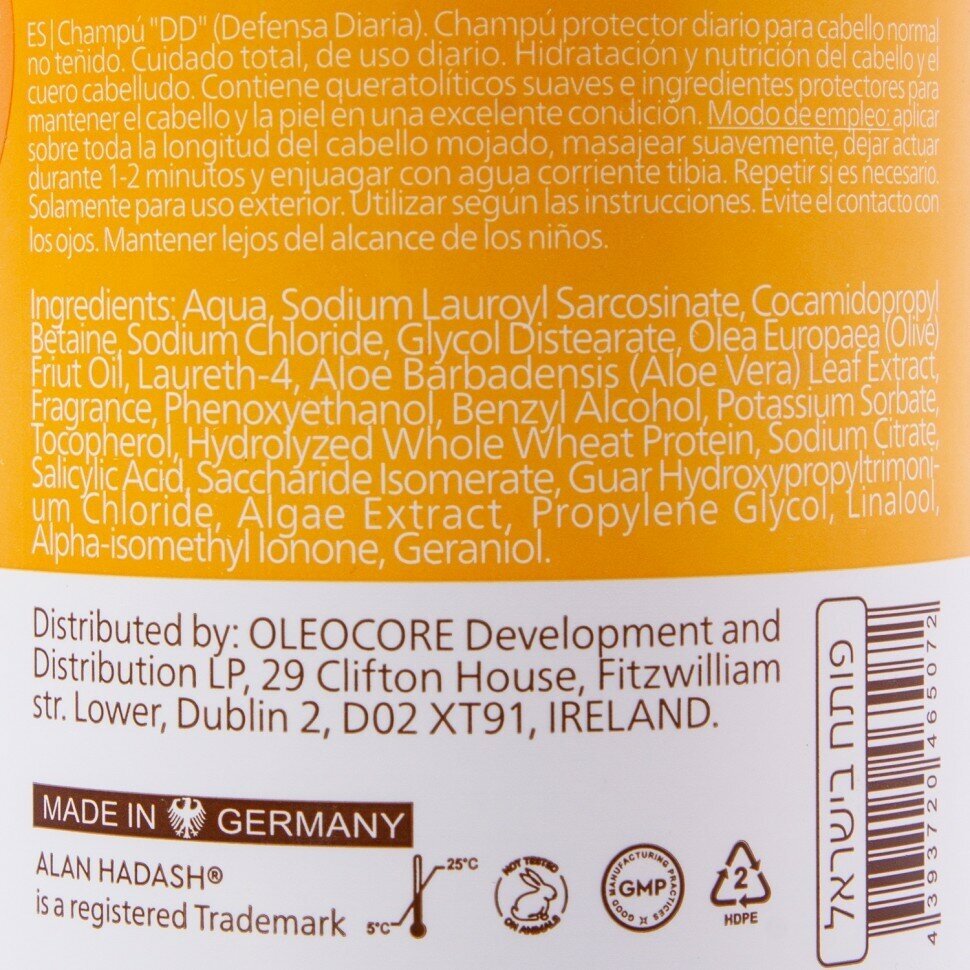 ES|Champú "DD" (Defensa Diaria). Champú protector diario para cabello normal
no teñido. Cuidado total, de uso diario. Hidratación y nutrición del cabello y el
cuero cabelludo. Contiene queratolíticos suaves e ingredientes protectores para
mantener el cabello y la piel en una excelente condición. Modo de empleo: aplicar
sobre toda la longitud del cabello mojado, masajear suavemente, dejar actuar
durante 1-2 minutos y enjuagar con agua corriente tibia. Repetir si es necesario.
Solamente para uso exterior. Utilizar según las instrucciones. Evite el contacto con
los ojos. Mantener lejos del alcance de los niños.
Ingredients: Aqua, Sodium Lauroyl Sarcosinate, Cocamidopropyl
Betaine, Sodium Chloride, Glycol Distearate, Olea Europaea (Olive)
Friut Oil, Laureth-4, Aloe Barbadensis (Aloe Vera) Leaf Extract,
Fragrance, Phenoxyethanol, Benzyl Alcohol, Potassium Sorbate,
Tocopherol, Hydrolyzed Whole Wheat Protein, Sodium Citrate,
Salicylic Acid, Saccharide Isomerate, Guar Hydroxypropyltrimoni-
um Chloride, Algae Extract, Propylene Glycol, Linalool,
Alpha-isomethyl Ionone, Geraniol.
Distributed by: OLEOCORE Development and
Distribution LP, 29 Clifton House, Fitzwilliam
str. Lower, Dublin 2, D02 XT91, IRELAND.
MADE IN GERMANY
ALAN HADASH®
is a registered Trademark
25°C
5°C
NOT TESTED
ON ANIMALS
MANUFACTURING PRACTICES
GMP
GOOD
2
HDPE
פותח בישראל
4 393720 465072